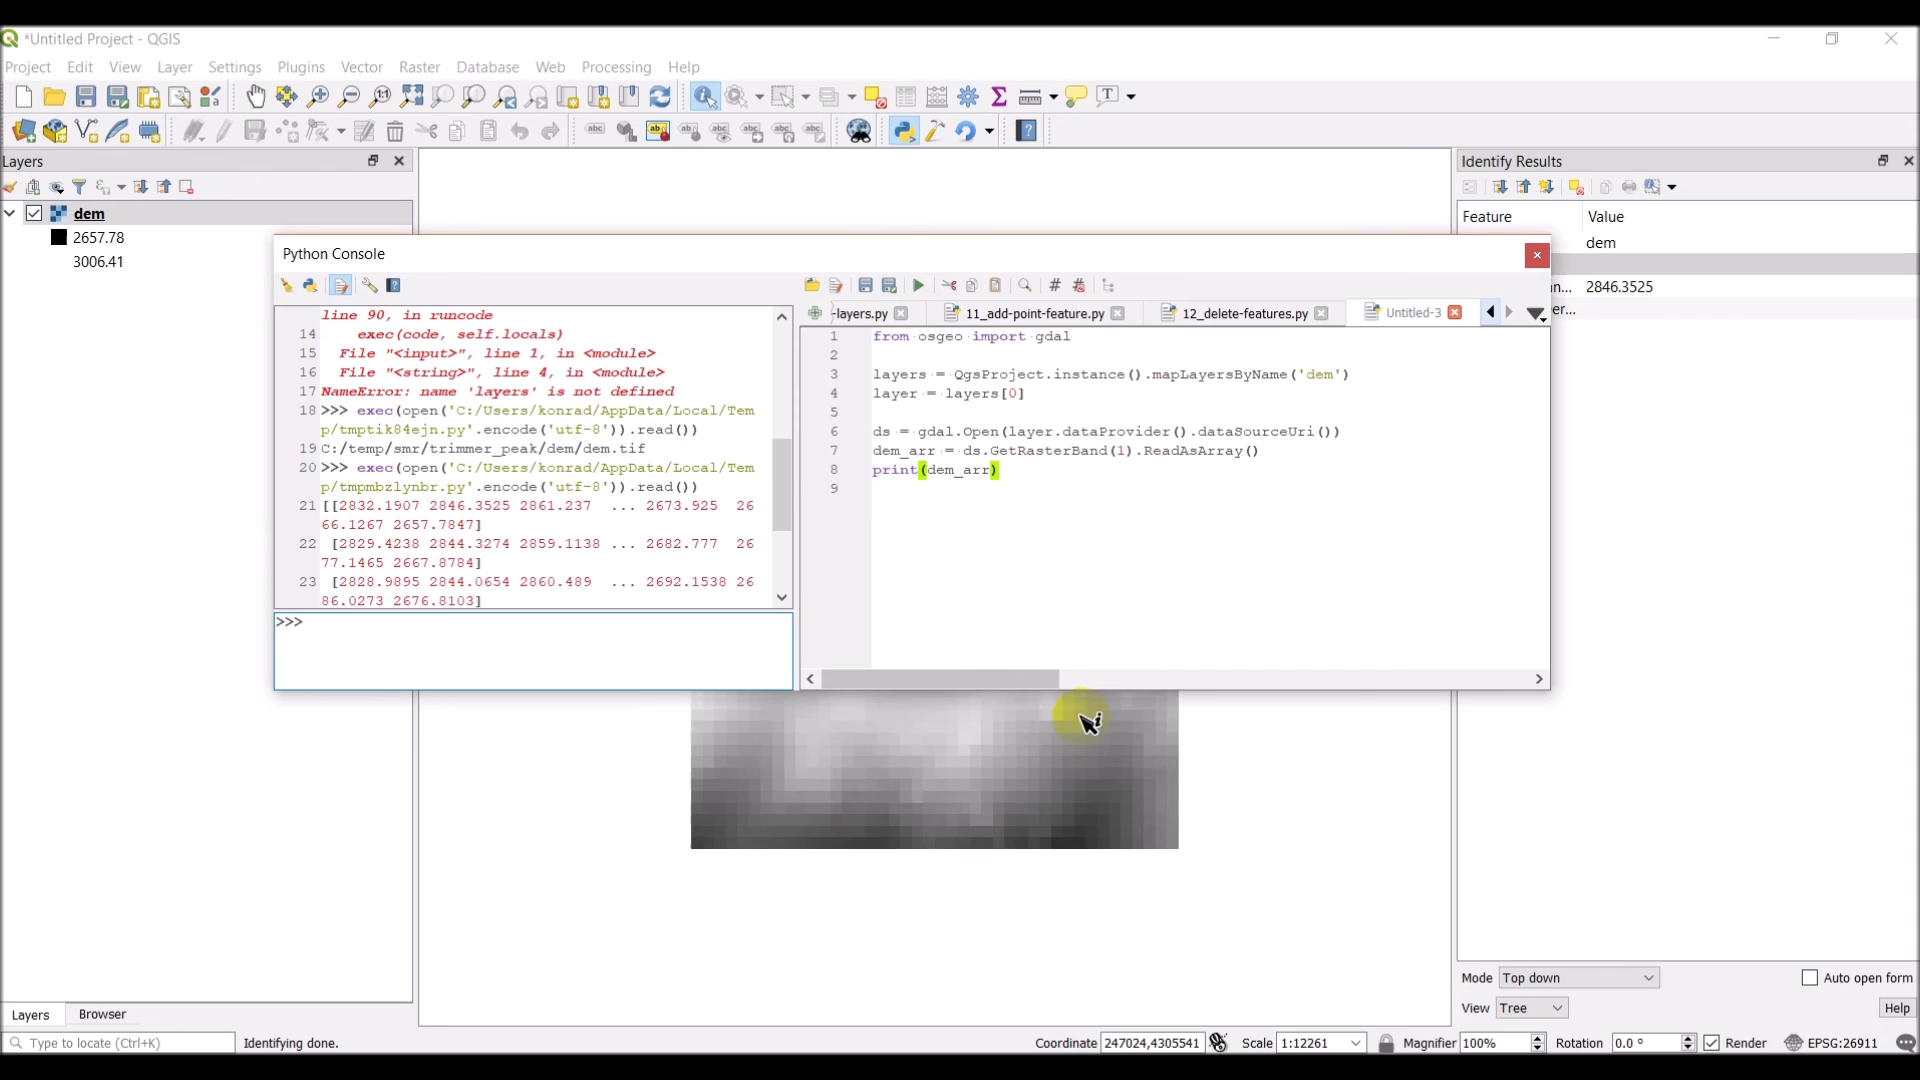 *Untitled Project - QGIS
Project Edit View Layer Settings Plugins Vector Raster Database Web Processing Help
Layers
dem
2657.78
3006.41
Python Console
line 90, in runcode
14 exec(code, self.locals)
15 File "<input>", line 1, in <module>
16 File "<string>", line 4, in <module>
17 NameError: name 'layers' is not defined
18 >>> exec(open('C:/Users/konrad/AppData/Local/Tem
p/tmptik84ejn.py'.encode('utf-8')).read())
19 C:/temp/smr/trimmer_peak/dem/dem.tif
20 >>> exec(open('C:/Users/konrad/AppData/Local/Tem
p/tmpmbzlynbr.py'.encode('utf-8')).read())
21 [[2832.1907 2846.3525 2861.237 ... 2673.925 26
66.1267 2657.7847]
22 [2829.4238 2844.3274 2859.1138 ... 2682.777 26
77.1465 2667.8784]
23 [2828.9895 2844.0654 2860.489 ... 2692.1538 26
86.0273 2676.8103]
>>>
-layers.py 11_add-point-feature.py 12_delete-features.py Untitled-3
1 from osgeo import gdal
2
3 layers = QgsProject.instance().mapLayersByName('dem')
4 layer = layers[0]
5
6 ds = gdal.Open(layer.dataProvider().dataSourceUri())
7 dem_arr = ds.GetRasterBand(1).ReadAsArray()
8 print(dem_arr)
9
Identify Results
Feature Value
dem
n... 2846.3525
er...
Mode Top down Auto open form
View Tree Help
Layers Browser
Type to locate (Ctrl+K) Identifying done. Coordinate 247024,4305541 Scale 1:12261 Magnifier 100% Rotation 0.0 ° Render EPSG:26911